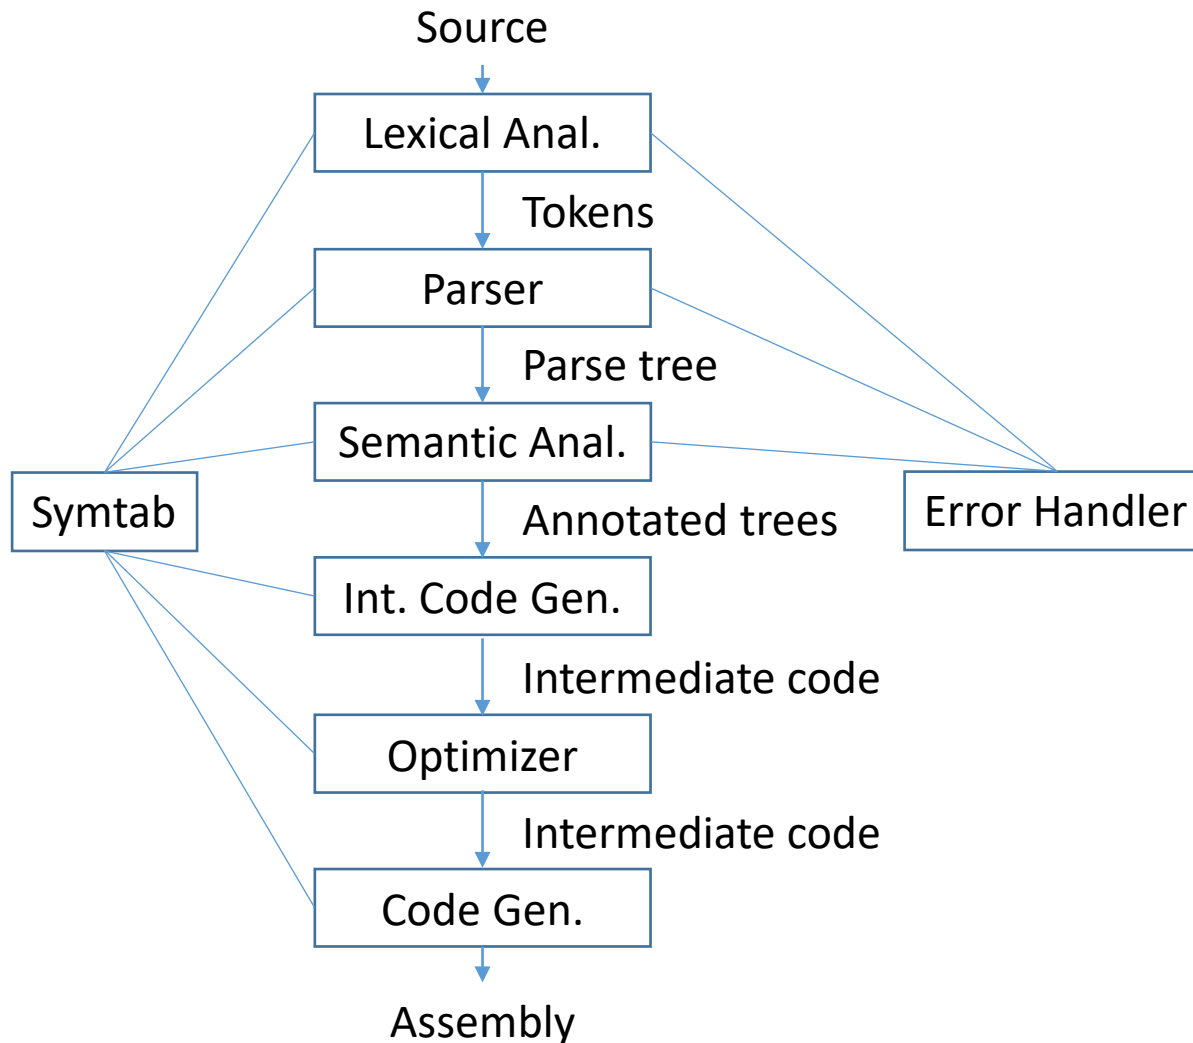 Source
Lexical Anal.
Tokens
Parser
Parse tree
Semantic Anal.
Symtab
Error Handler
Annotated trees
Int. Code Gen.
Intermediate code
Optimizer
Intermediate code
Code Gen.
Assembly